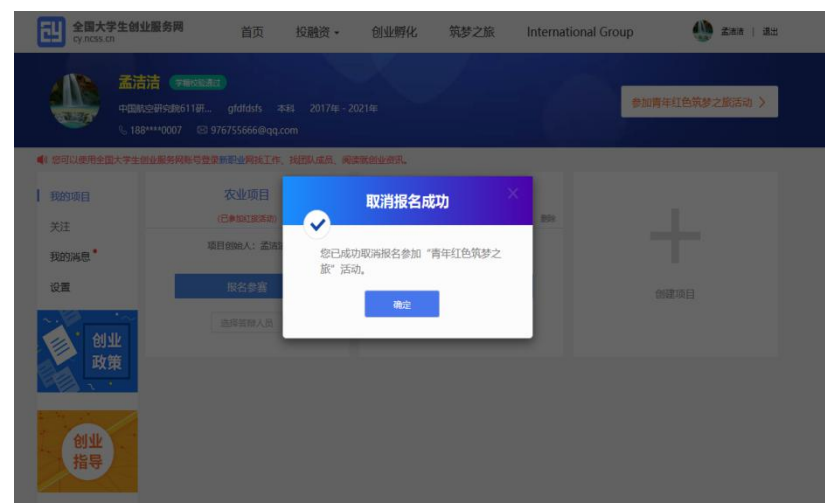 全国大学生创业服务网
cy.ncss.cn
首页 投融资 创业孵化 筑梦之旅 International Group 孟洁洁 | 退出
孟洁洁 学籍校验通过
中国航空研究院611研... gfdfdsfs 本科 2017年 - 2021年
188****0007 976755666@qq.com
参加青年红色筑梦之旅活动 >
您可以使用全国大学生创业服务网账号登录新职业网找工作、找团队成员、阅读就创业资讯。
我的项目
关注
我的消息
设置
农业项目
(已参加红旅活动)
项目创始人：孟洁洁
报名参赛
选择答辩人员
删除
取消报名成功
您已成功取消报名参加“青年红色筑梦之
旅”活动。
确定
创建项目
创业
政策
创业
指导